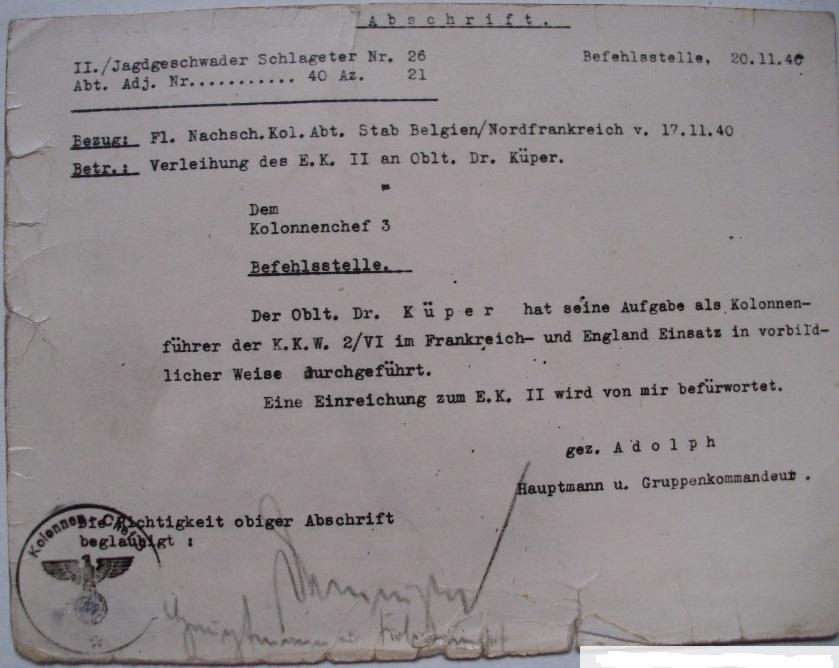 A b s c h r i f t .
II./Jagdgeschwader Schlageter Nr. 26
Befehlsstelle, 20.11.40
Abt. Adj. Nr........... 40 Az. 21
Bezug: Fl. Nachsch.Kol.Abt. Stab Belgien/Nordfrankreich v. 17.11.40
Betr.: Verleihung des E.K. II an Oblt. Dr. Küper.
Dem
Kolonnenchef 3
Befehlsstelle.
Der Oblt. Dr. K ü p e r hat seine Aufgabe als Kolonnen-
führer der K.K.W. 2/VI im Frankreich- und England Einsatz in vorbild-
licher Weise durchgeführt.
Eine Einreichung zum E.K. II wird von mir befürwortet.
gez. A d o l p h
Hauptmann u. Gruppenkommandeur .
Die Richtigkeit obiger Abschrift
beglaubigt :
Hauptmann u.